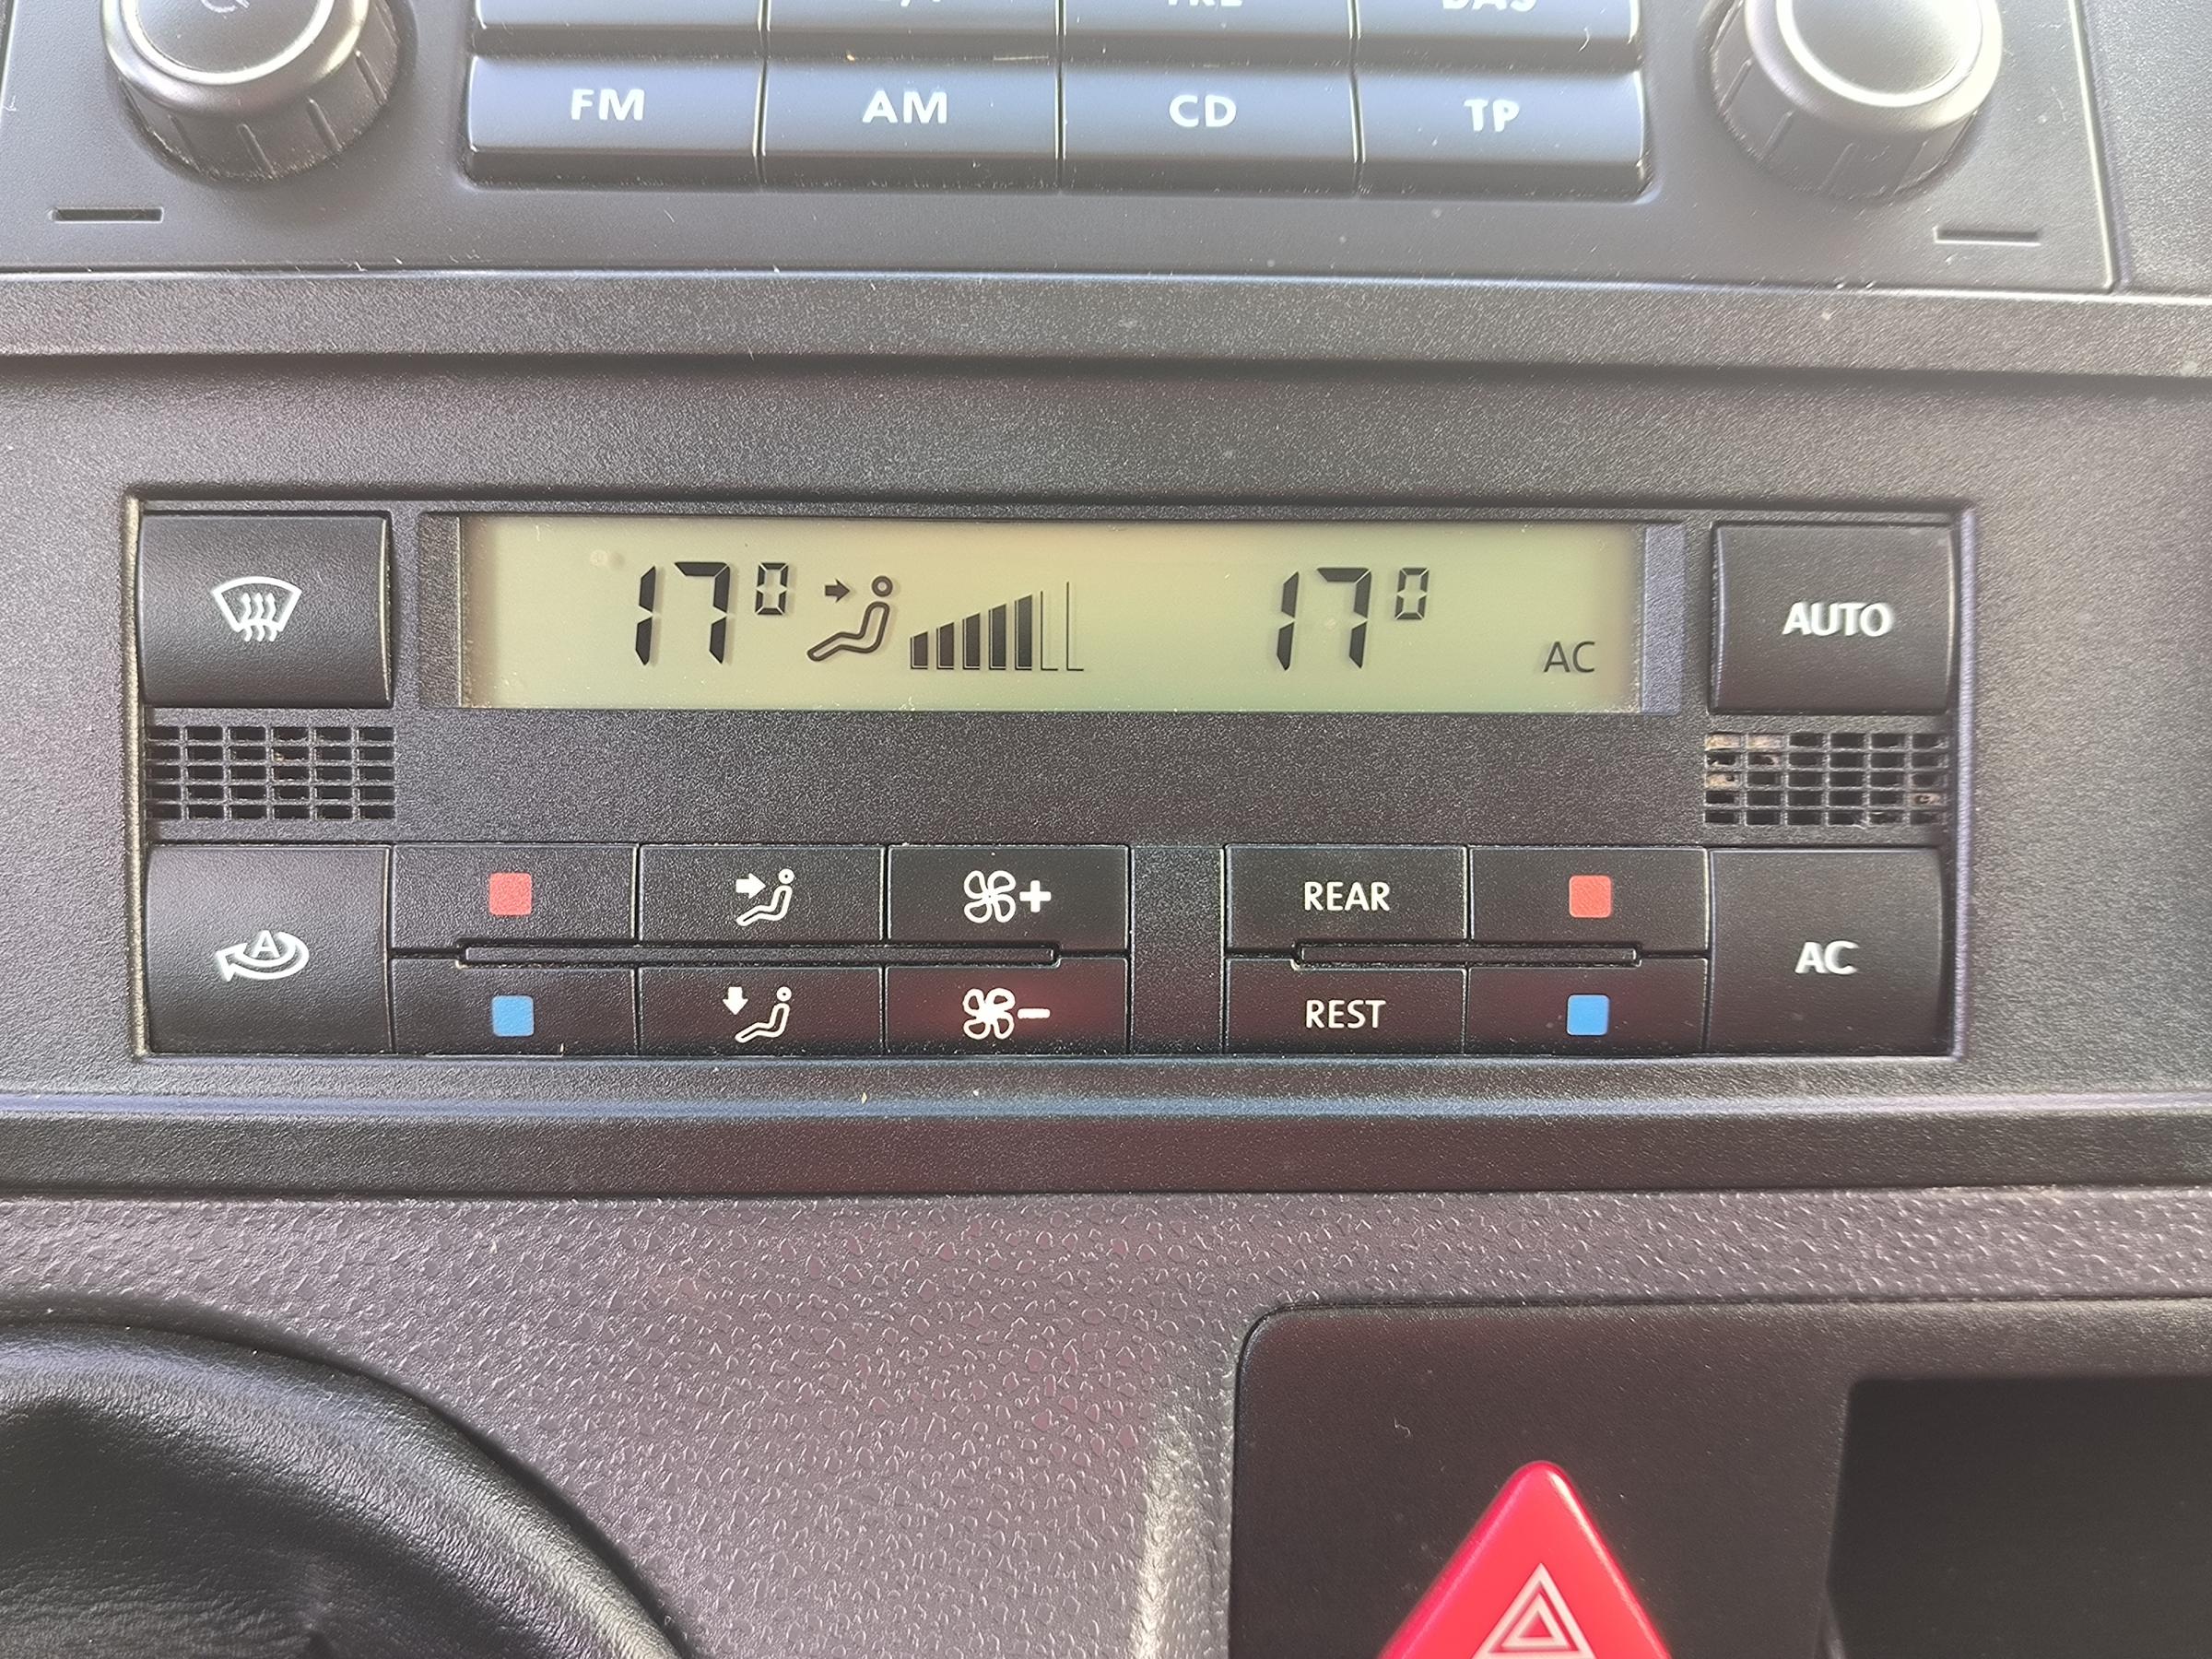 FM AM CD TP
17° 17° AC
AUTO
A
REAR
AC
REST